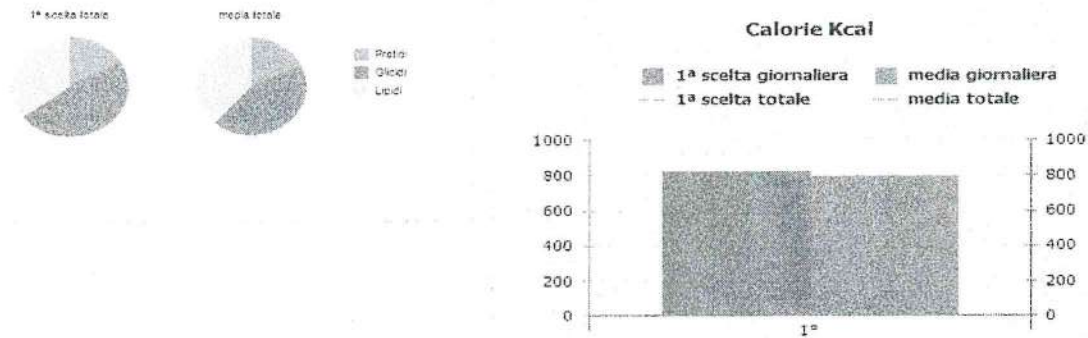 1ª scelta totale
media totale
Protidi
Glicidi
Lipidi
Calorie Kcal
1ª scelta giornaliera
media giornaliera
1ª scelta totale
media totale
1000
800
600
400
200
0
1000
800
600
400
200
0
1°